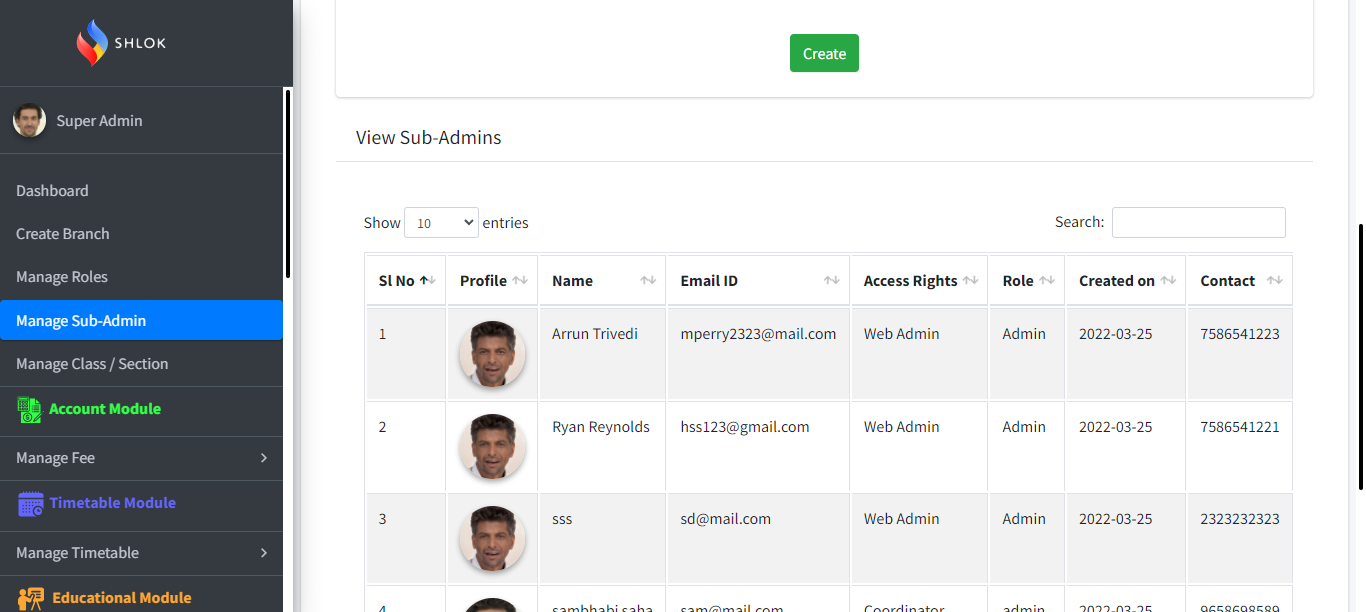 SHLOK
Super Admin
Dashboard
Create Branch
Manage Roles
Manage Sub-Admin
Manage Class / Section
Account Module
Manage Fee
Timetable Module
Manage Timetable
Educational Module
Create
View Sub-Admins
Show 10 entries
Search:
Sl No Profile Name Email ID Access Rights Role Created on Contact
1 Arrun Trivedi mperry2323@mail.com Web Admin Admin 2022-03-25 7586541223
2 Ryan Reynolds hss123@gmail.com Web Admin Admin 2022-03-25 7586541221
3 sss sd@mail.com Web Admin Admin 2022-03-25 2323232323
4 sambhabi saha sam@mail.com Coordinator admin 2022-03-25 9658698589